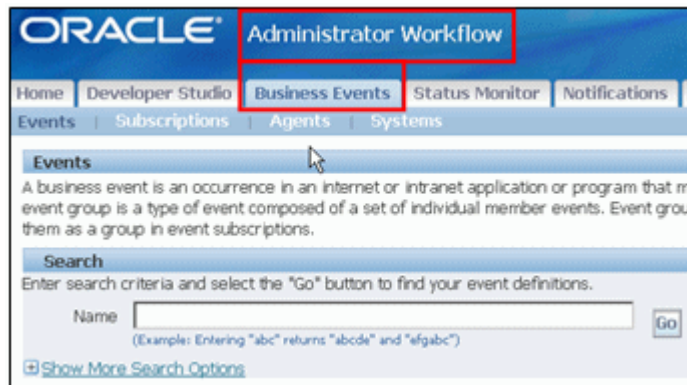 ORACLE® Administrator Workflow
Home Developer Studio Business Events Status Monitor Notifications
Events Subscriptions Agents Systems
Events
A business event is an occurrence in an internet or intranet application or program that
event group is a type of event composed of a set of individual member events. Event
them as a group in event subscriptions.
Search
Enter search criteria and select the "Go" button to find your event definitions.
Name Go
(Example: Entering "abc" returns "abcde" and "efgabc")
Show More Search Options